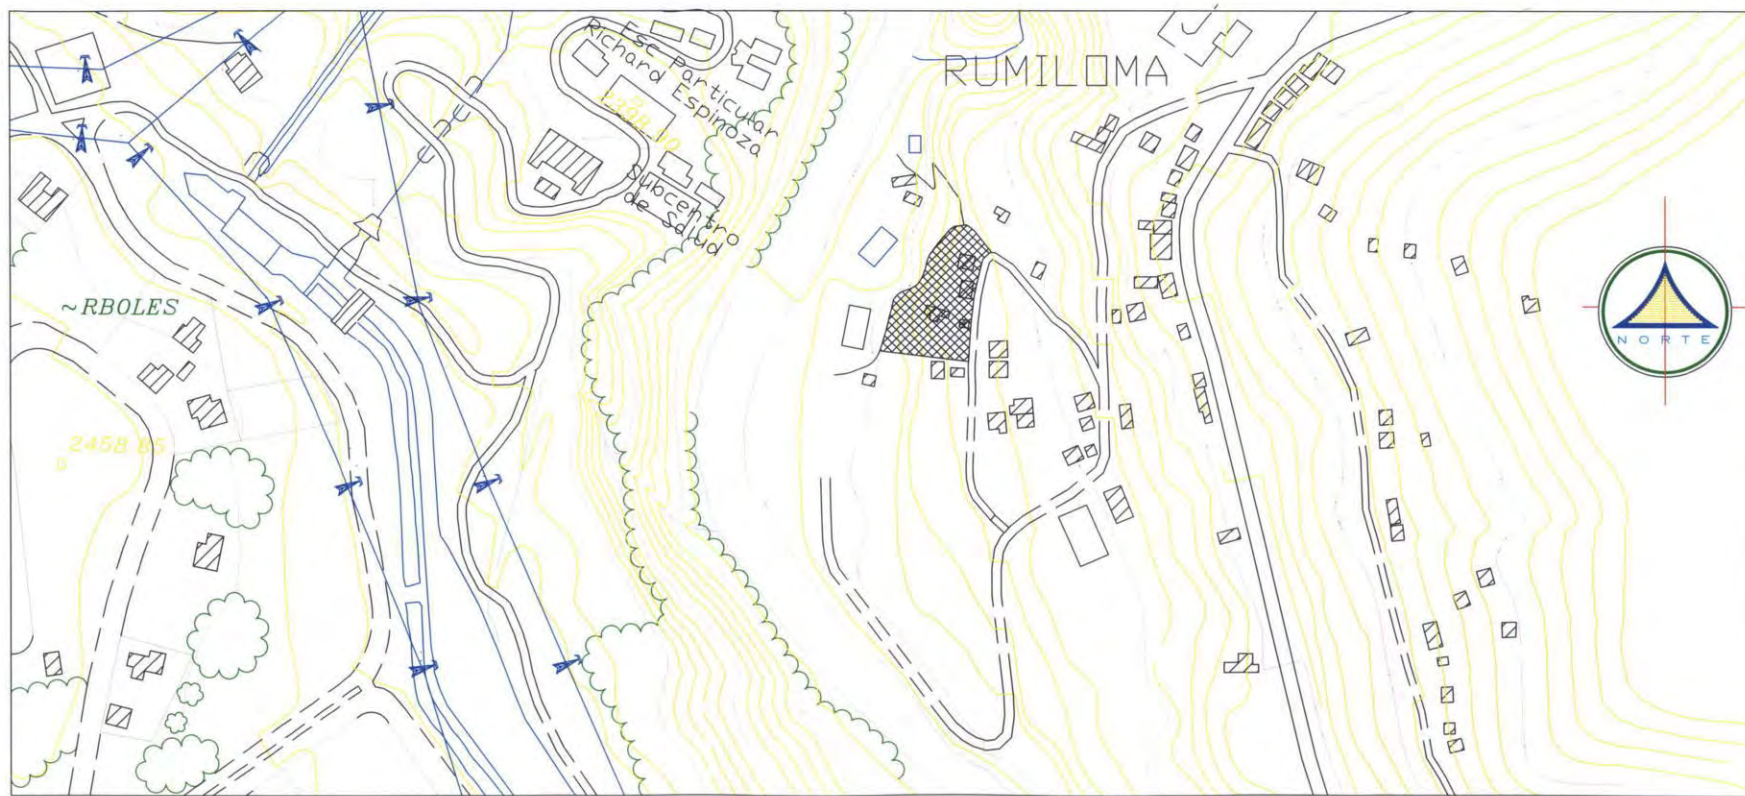 RUMILOMA
Esc Particular
Richard Espinoza
Subcentro
de Salud
~RBOLES
2458 85
NORTE